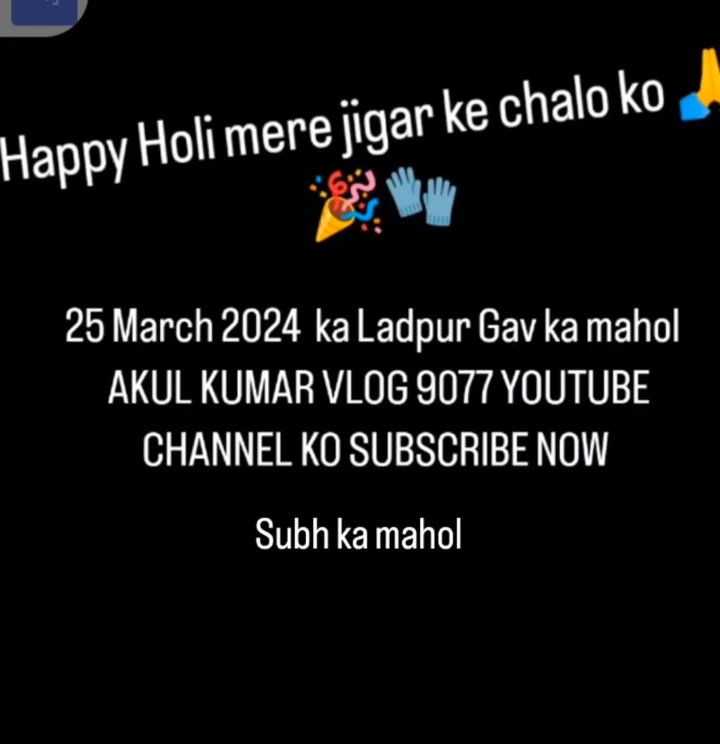 Happy Holi mere jigar ke chalo ko 🙏
🎉🧤
25 March 2024 ka Ladpur Gav ka mahol
AKUL KUMAR VLOG 9077 YOUTUBE
CHANNEL KO SUBSCRIBE NOW
Subh ka mahol